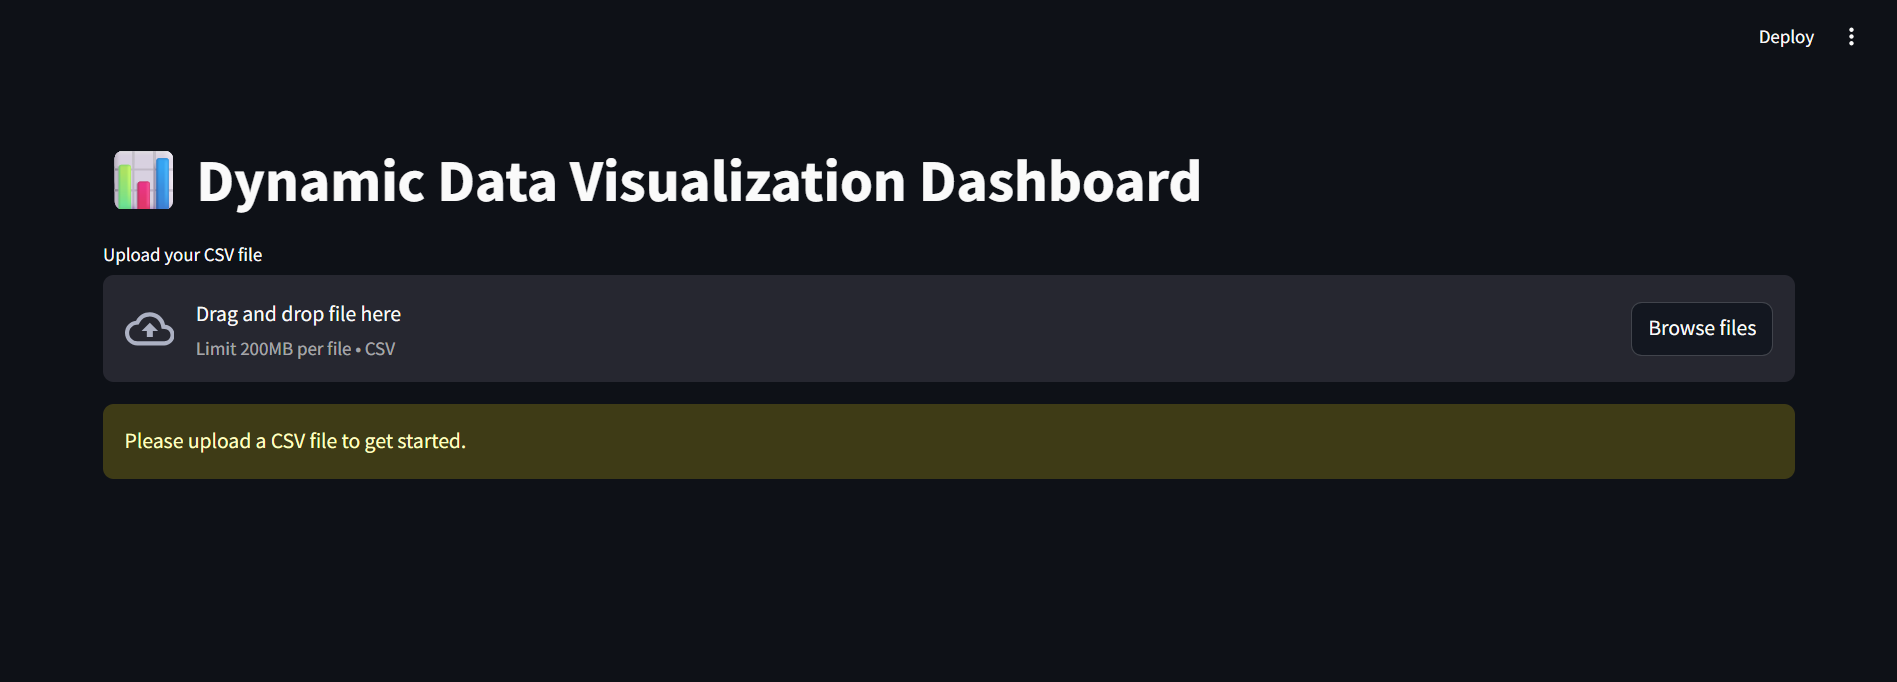 Deploy
Dynamic Data Visualization Dashboard
Upload your CSV file
Drag and drop file here
Limit 200MB per file • CSV
Browse files
Please upload a CSV file to get started.